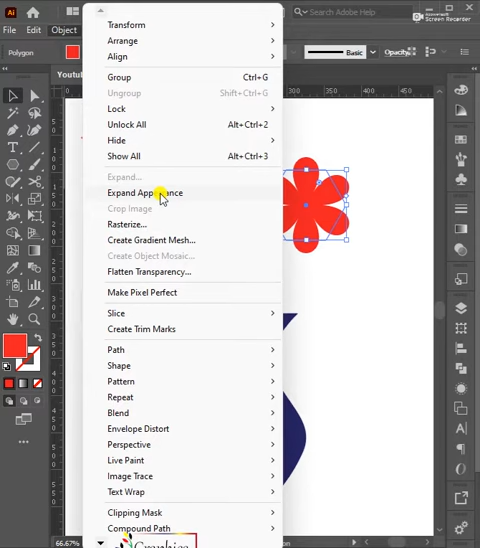 Ai
Search Adobe Help
Recorded with
Screen Recorder
File
Edit
Object
Polygon
Basic
Opacity
Youtub
300
350
400
450
Transform
Arrange
Align
Group Ctrl+G
Ungroup Shift+Ctrl+G
Lock
Unlock All Alt+Ctrl+2
Hide
Show All Alt+Ctrl+3
Expand...
Expand Appearance
Crop Image
Rasterize...
Create Gradient Mesh...
Create Object Mosaic...
Flatten Transparency...
Make Pixel Perfect
Slice
Create Trim Marks
Path
Shape
Pattern
Repeat
Blend
Envelope Distort
Perspective
Live Paint
Image Trace
Text Wrap
Clipping Mask
Compound Path
Graphics
66.67%